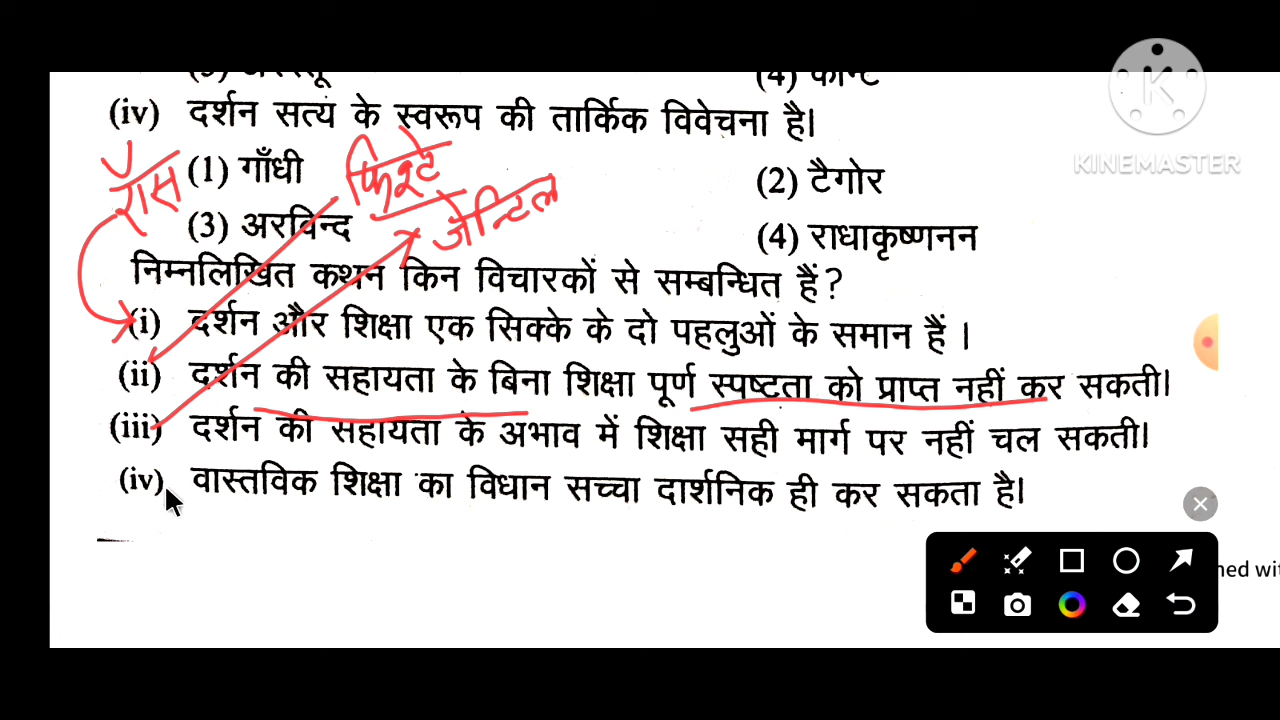 (iv) दर्शन सत्य के स्वरूप की तार्किक विवेचना है।
रॉस
(1) गाँधी
फिश्टे
(2) टैगोर
जेन्टिल
(3) अरविन्द
(4) राधाकृष्णनन
निम्नलिखित कथन किन विचारकों से सम्बन्धित हैं?
(i) दर्शन और शिक्षा एक सिक्के के दो पहलुओं के समान हैं ।
(ii) दर्शन की सहायता के बिना शिक्षा पूर्ण स्पष्टता को प्राप्त नहीं कर सकती।
(iii) दर्शन की सहायता के अभाव में शिक्षा सही मार्ग पर नहीं चल सकती।
(iv) वास्तविक शिक्षा का विधान सच्चा दार्शनिक ही कर सकता है।
KINEMASTER